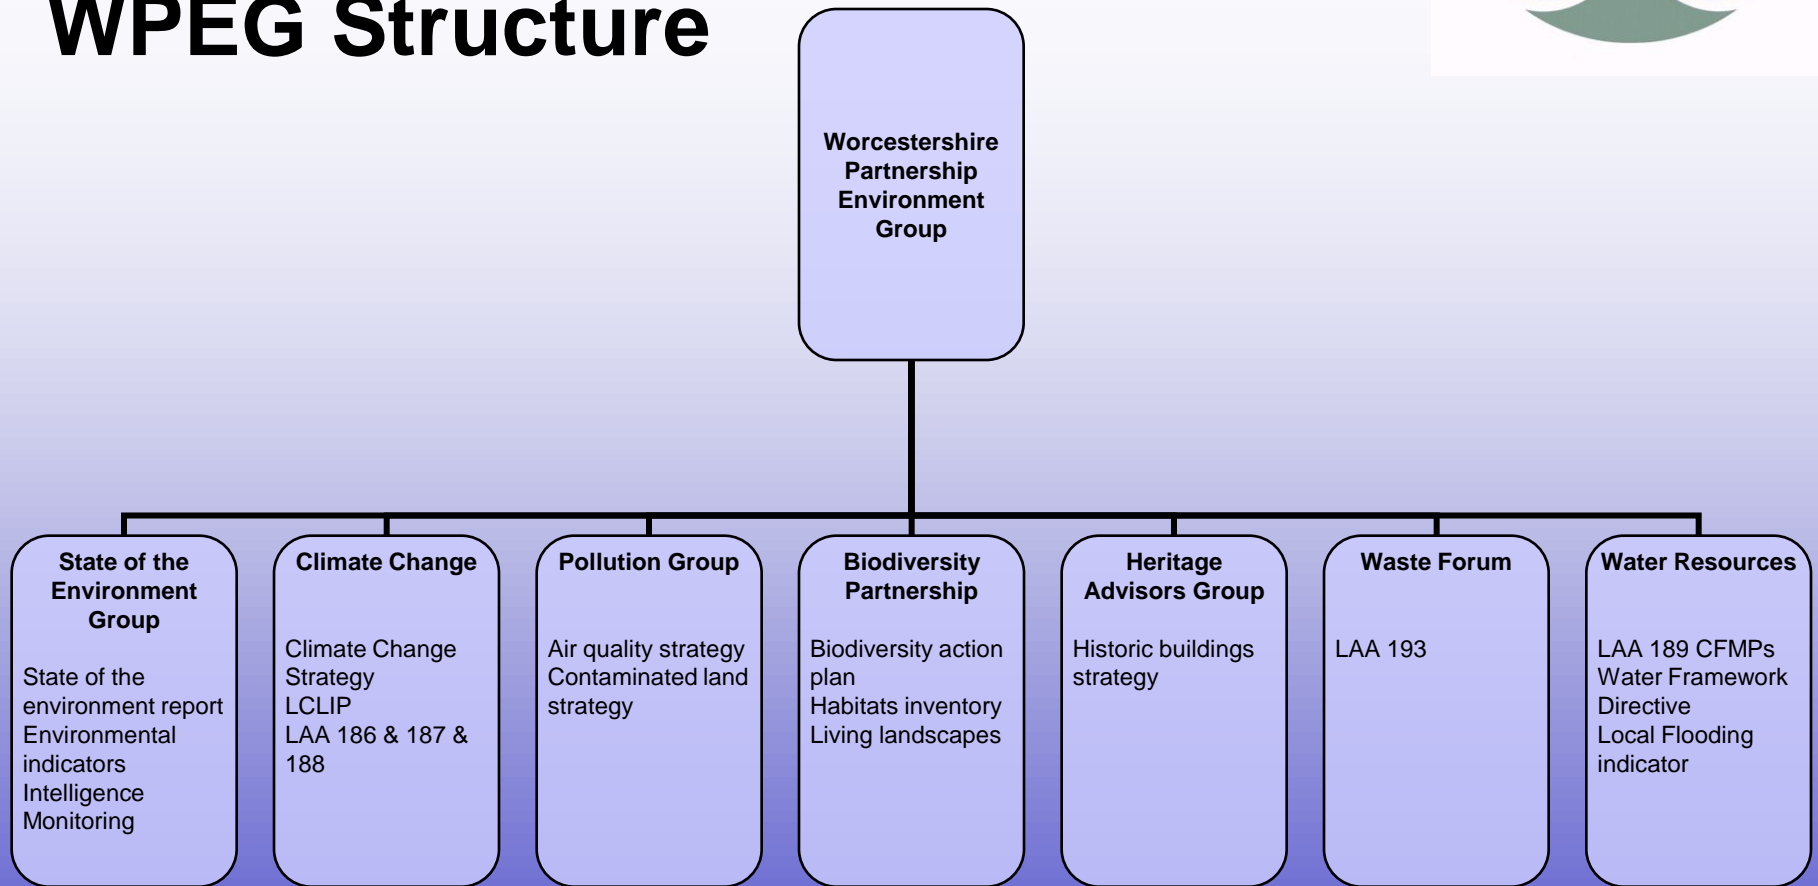 WPEG Structure
Worcestershire
Partnership
Environment
Group
State of the
Environment
Group
State of the
environment report
Environmental
indicators
Intelligence
Monitoring
Climate Change
Climate Change
Strategy
LCLIP
LAA 186 & 187 &
188
Pollution Group
Air quality strategy
Contaminated land
strategy
Biodiversity
Partnership
Biodiversity action
plan
Habitats inventory
Living landscapes
Heritage
Advisors Group
Historic buildings
strategy
Waste Forum
LAA 193
Water Resources
LAA 189 CFMPs
Water Framework
Directive
Local Flooding
indicator